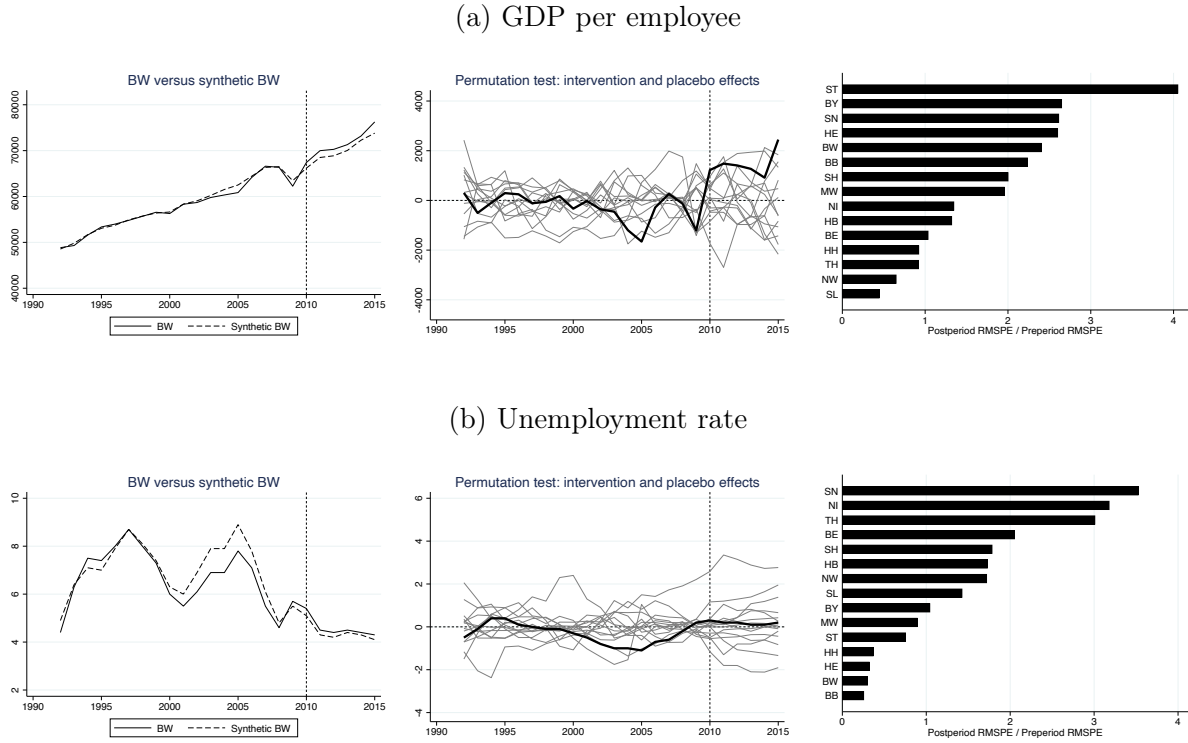 (a) GDP per employee
BW versus synthetic BW
80000
70000
60000
50000
40000
1990 1995 2000 2005 2010 2015
BW Synthetic BW
Permutation test: intervention and placebo effects
4000
2000
0
-2000
-4000
1990 1995 2000 2005 2010 2015
ST
BY
SN
HE
BW
BB
SH
MW
NI
HB
BE
HH
TH
NW
SL
0 1 2 3 4
Postperiod RMSPE / Preperiod RMSPE
(b) Unemployment rate
BW versus synthetic BW
10
8
6
4
2
1990 1995 2000 2005 2010 2015
BW Synthetic BW
Permutation test: intervention and placebo effects
6
4
2
0
-2
-4
1990 1995 2000 2005 2010 2015
SN
NI
TH
BE
SH
HB
NW
SL
BY
MW
ST
HH
HE
BW
BB
0 1 2 3 4
Postperiod RMSPE / Preperiod RMSPE